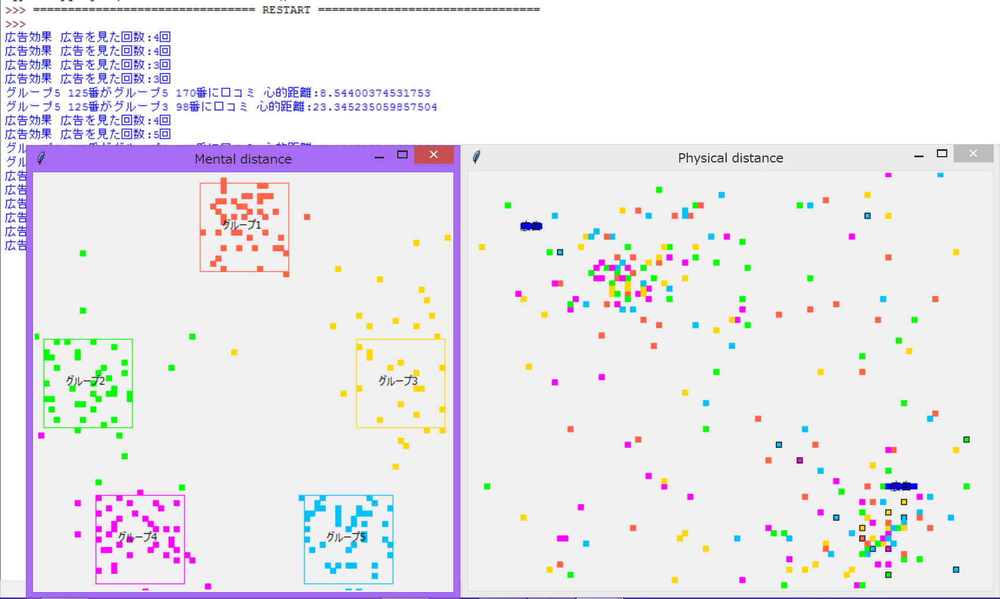 >>> ================================ RESTART ================================
>>>
広告効果 広告を見た回数:4回
広告効果 広告を見た回数:4回
広告効果 広告を見た回数:3回
広告効果 広告を見た回数:3回
グループ5 125番がグループ5 170番に口コミ 心的距離:8.54400374531753
グループ5 125番がグループ3 98番に口コミ 心的距離:23.345235059857504
広告効果 広告を見た回数:4回
広告効果 広告を見た回数:5回
グル
グル
広告
広告
広告
広告
広告
広告
Mental distance
グループ1
グループ2
グループ3
グループ4
グループ5
Physical distance
広告
広告